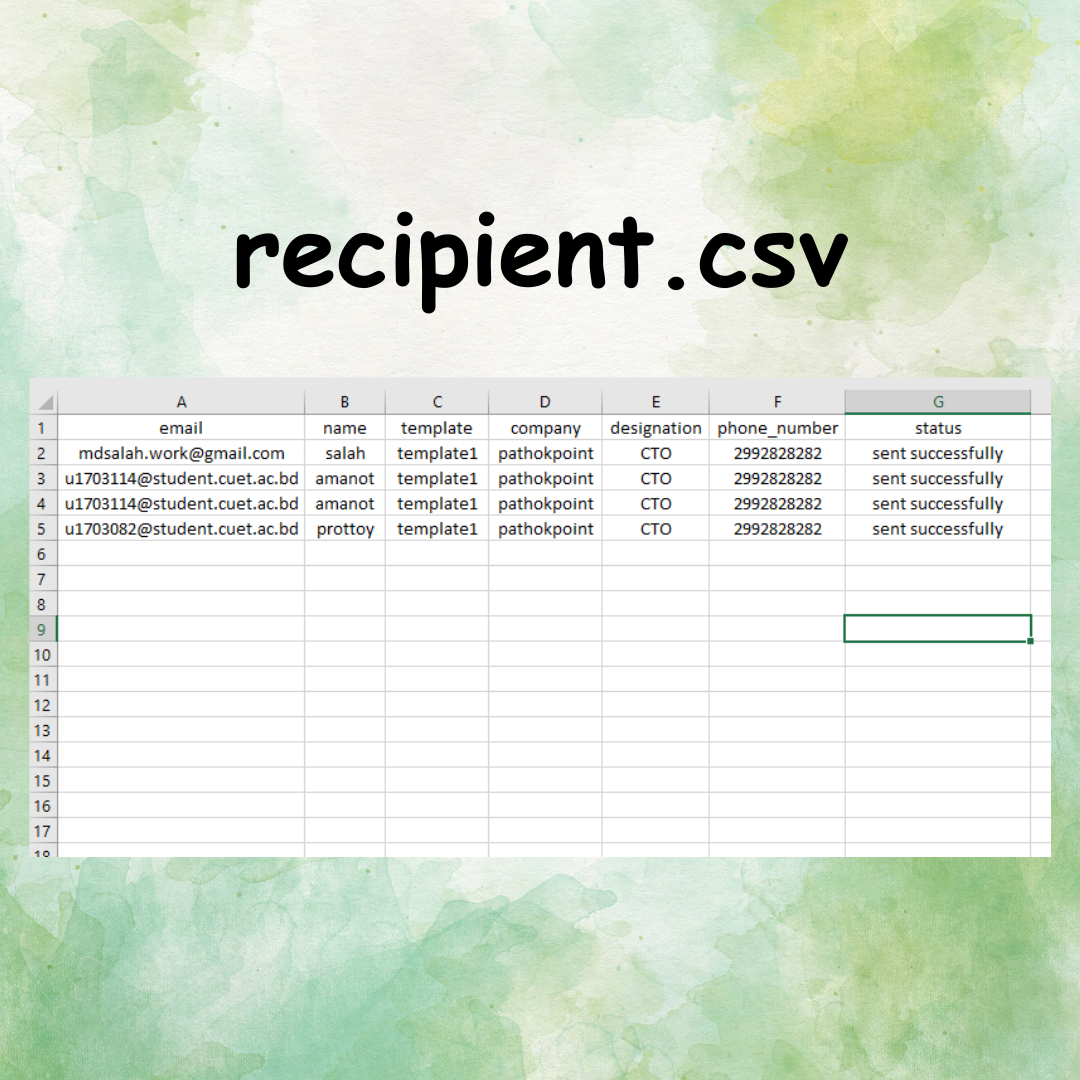 recipient.csv
A B C D E F G
1 email name template company designation phone_number status
2 mdsalah.work@gmail.com salah template1 pathokpoint CTO 2992828282 sent successfully
3 u1703114@student.cuet.ac.bd amanot template1 pathokpoint CTO 2992828282 sent successfully
4 u1703114@student.cuet.ac.bd amanot template1 pathokpoint CTO 2992828282 sent successfully
5 u1703082@student.cuet.ac.bd prottoy template1 pathokpoint CTO 2992828282 sent successfully
6
7
8
9
10
11
12
13
14
15
16
17
18